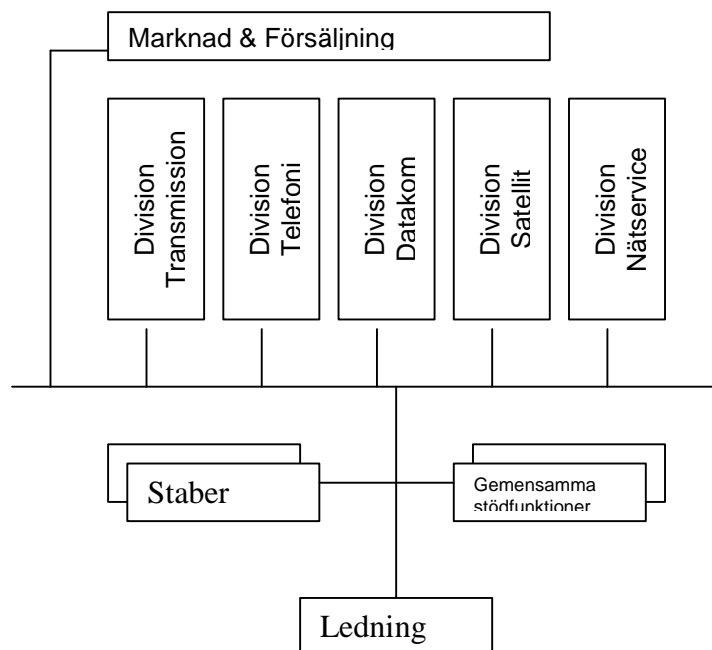 Marknad & Försäljning
Division
Transmission
Division
Telefoni
Division
Datakom
Division
Satellit
Division
Nätservice
Staber
Gemensamma
stödfunktioner
Ledning